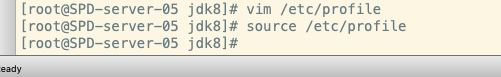 [root@SPD-server-05 jdk8]# vim /etc/profile
[root@SPD-server-05 jdk8]# source /etc/profile
[root@SPD-server-05 jdk8]#